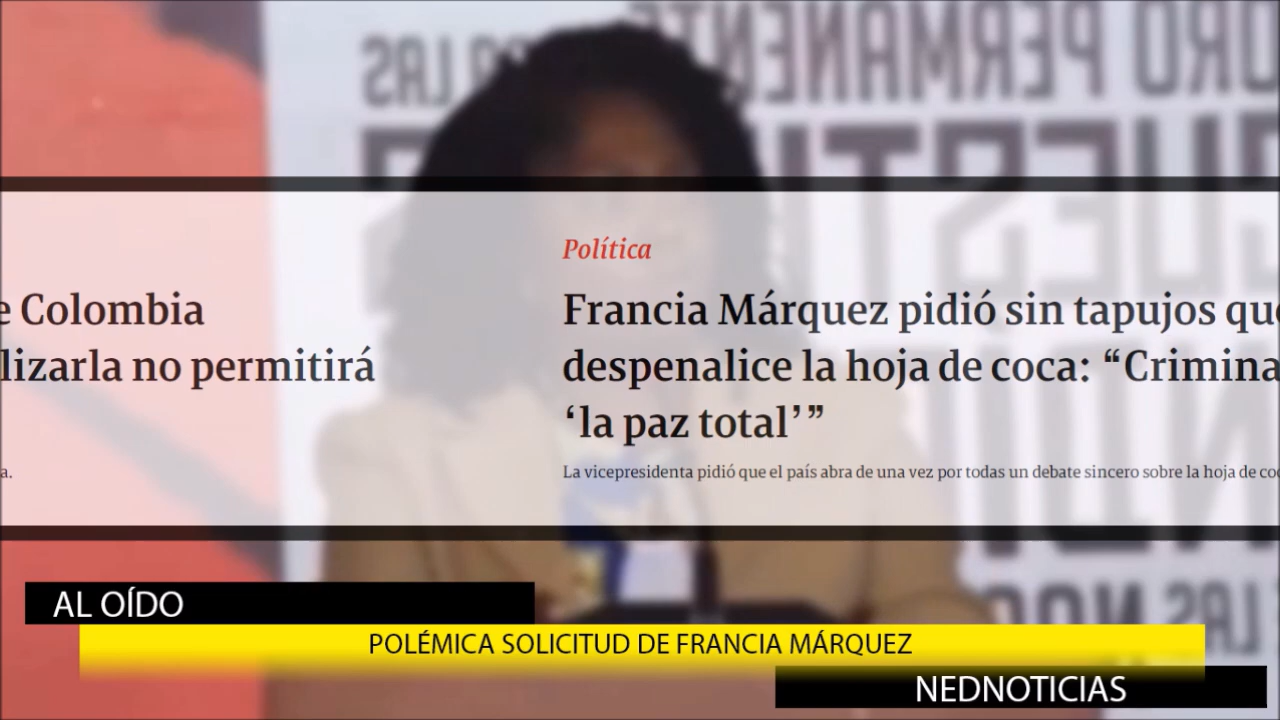 Política
e Colombia
lizarla no permitirá
a.
Francia Márquez pidió sin tapujos que
despenalice la hoja de coca: “Crimina
‘la paz total’”
La vicepresidenta pidió que el país abra de una vez por todas un debate sincero sobre la hoja de coc
AL OÍDO
POLÉMICA SOLICITUD DE FRANCIA MÁRQUEZ
NEDNOTICIAS